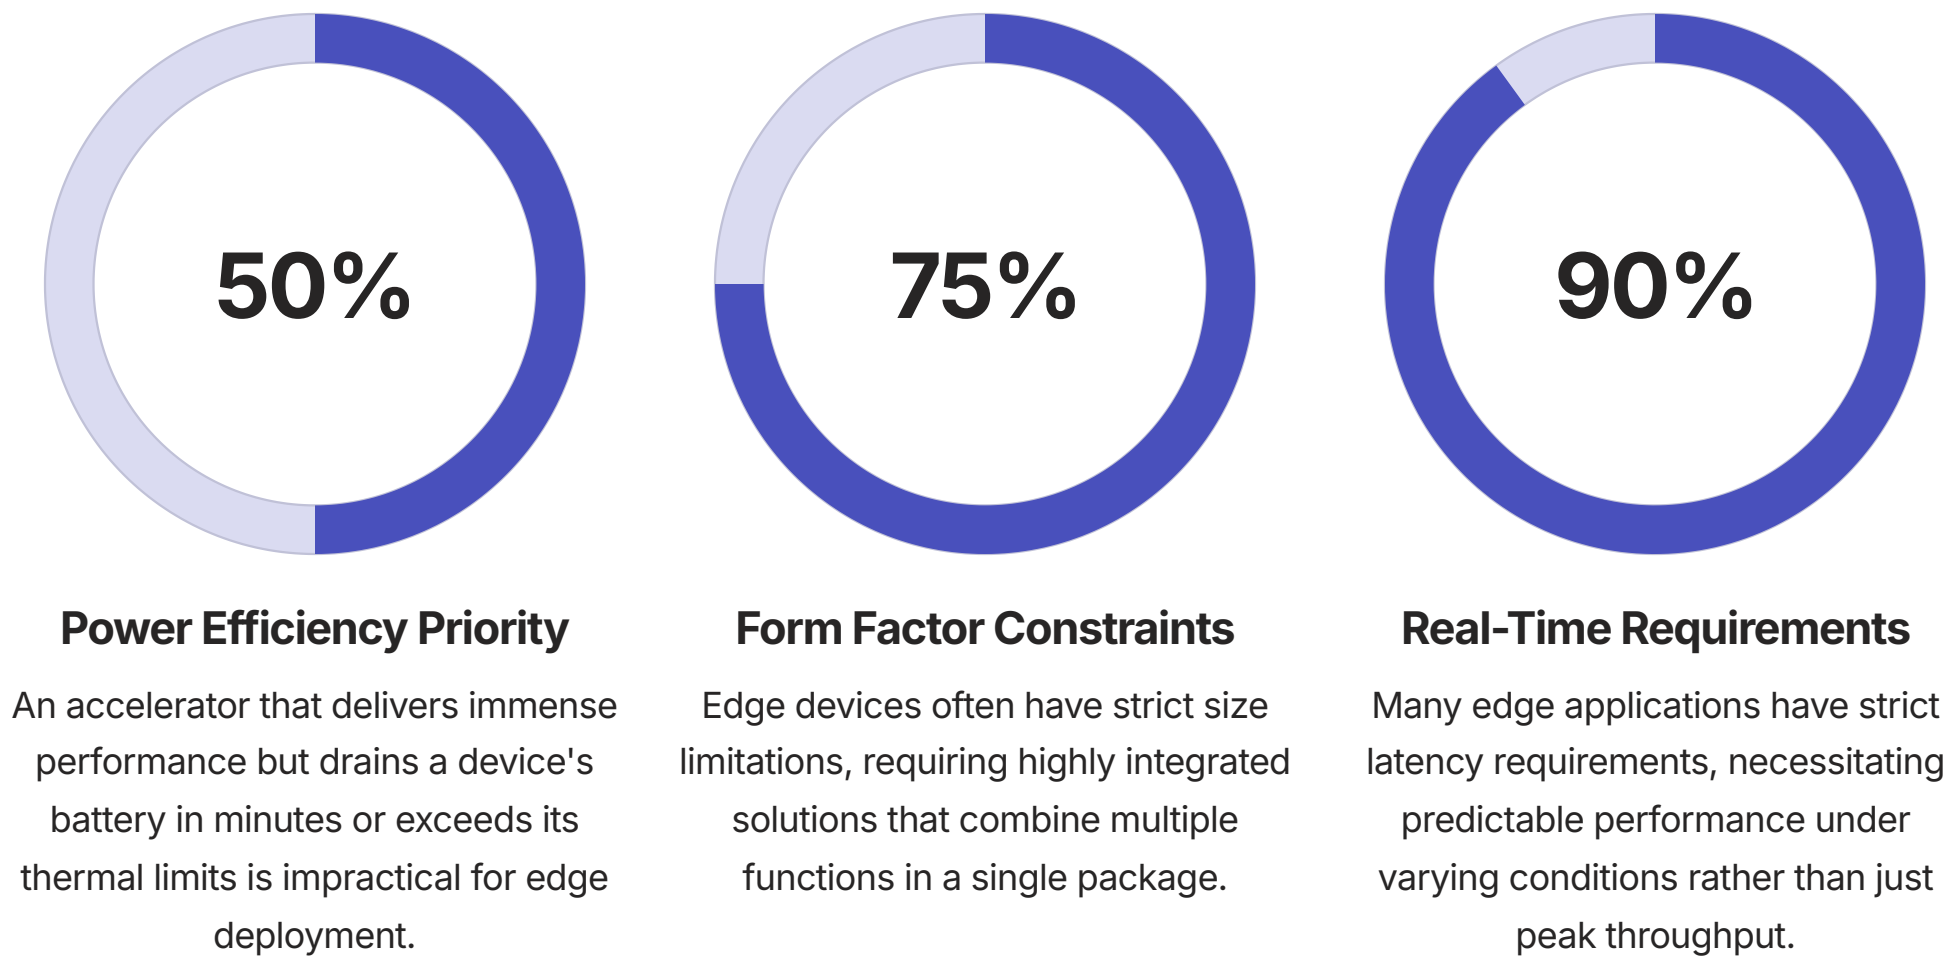 50%
Power Efficiency Priority
An accelerator that delivers immense
performance but drains a device's
battery in minutes or exceeds its
thermal limits is impractical for edge
deployment.
75%
Form Factor Constraints
Edge devices often have strict size
limitations, requiring highly integrated
solutions that combine multiple
functions in a single package.
90%
Real-Time Requirements
Many edge applications have strict
latency requirements, necessitating
predictable performance under
varying conditions rather than just
peak throughput.